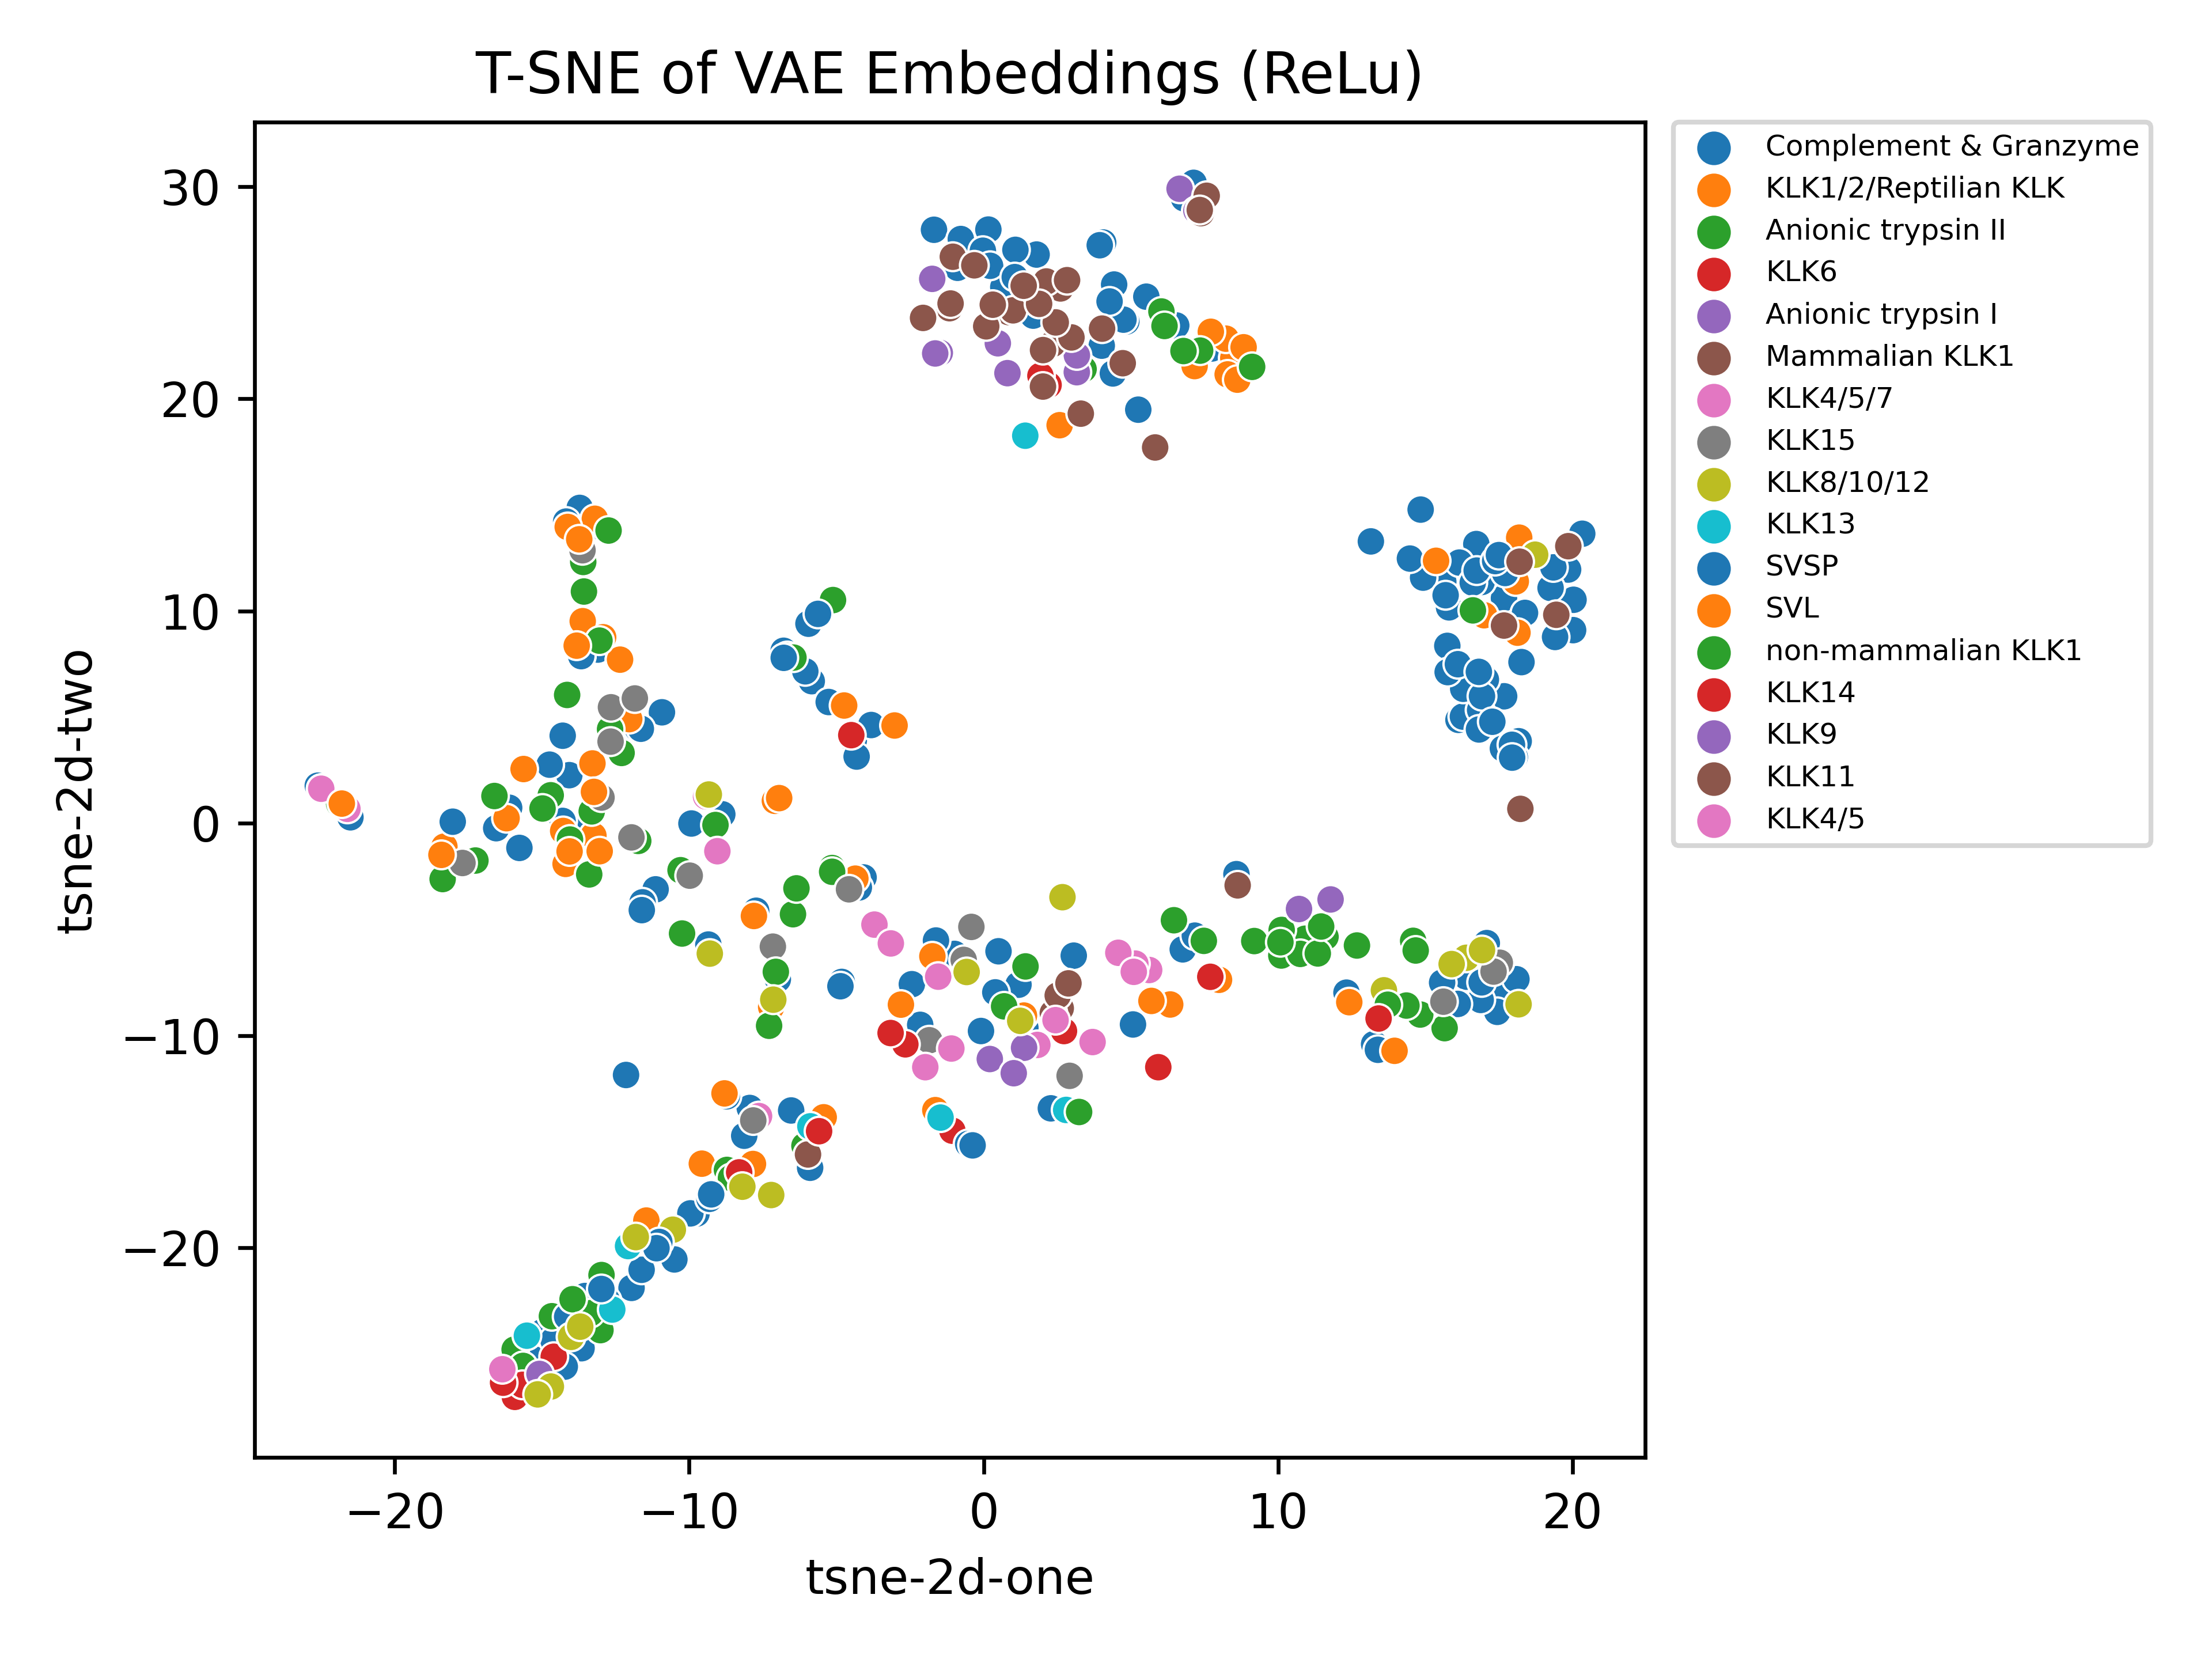 T-SNE of VAE Embeddings (ReLu)
30
20
10
0
−10
−20
tsne-2d-two
−20
−10
0
10
20
tsne-2d-one
Complement & Granzyme
KLK1/2/Reptilian KLK
Anionic trypsin II
KLK6
Anionic trypsin I
Mammalian KLK1
KLK4/5/7
KLK15
KLK8/10/12
KLK13
SVSP
SVL
non-mammalian KLK1
KLK14
KLK9
KLK11
KLK4/5